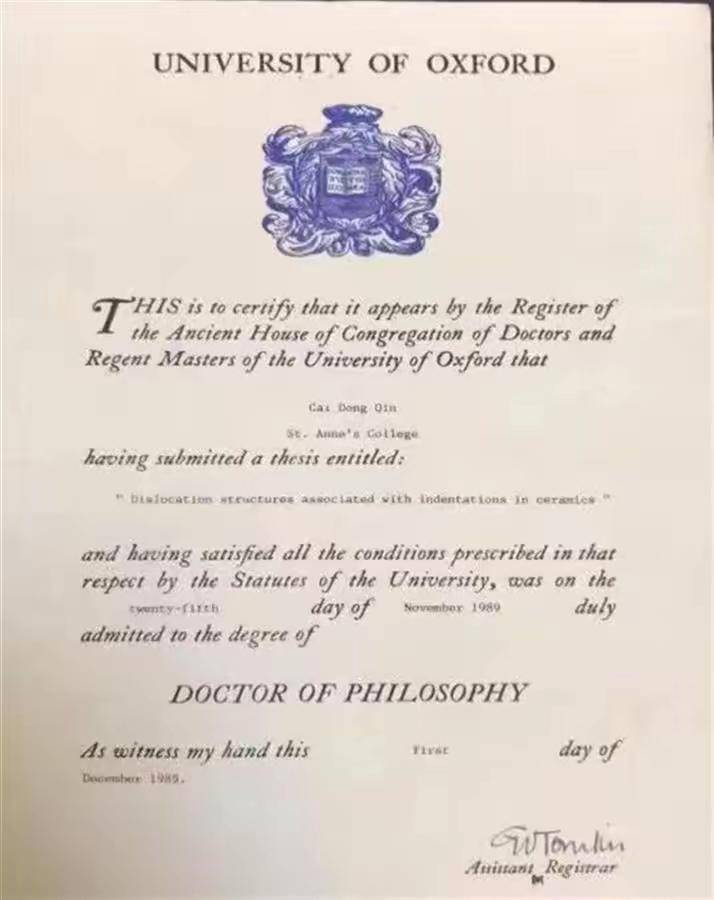 UNIVERSITY OF OXFORD
THIS is to certify that it appears by the Register of
the Ancient House of Congregation of Doctors and
Regent Masters of the University of Oxford that
Cai Dong Qin
St. Anne's College
having submitted a thesis entitled:
" Dislocation structures associated with indentations in ceramics "
and having satisfied all the conditions prescribed in that
respect by the Statutes of the University, was on the
twenty-fifth day of November 1989 duly
admitted to the degree of
DOCTOR OF PHILOSOPHY
As witness my hand this First day of
December 1989.
GWTomlin
Assistant Registrar